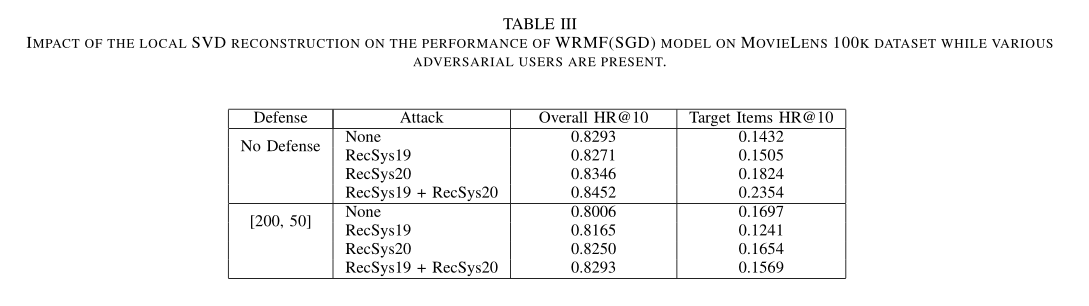 TABLE III
IMPACT OF THE LOCAL SVD RECONSTRUCTION ON THE PERFORMANCE OF WRMF(SGD) MODEL ON MOVIELENS 100K DATASET WHILE VARIOUS
ADVERSARIAL USERS ARE PRESENT.
Defense Attack Overall HR@10 Target Items HR@10
No Defense None 0.8293 0.1432
RecSys19 0.8271 0.1505
RecSys20 0.8346 0.1824
RecSys19 + RecSys20 0.8452 0.2354
[200, 50] None 0.8006 0.1697
RecSys19 0.8165 0.1241
RecSys20 0.8250 0.1654
RecSys19 + RecSys20 0.8293 0.1569